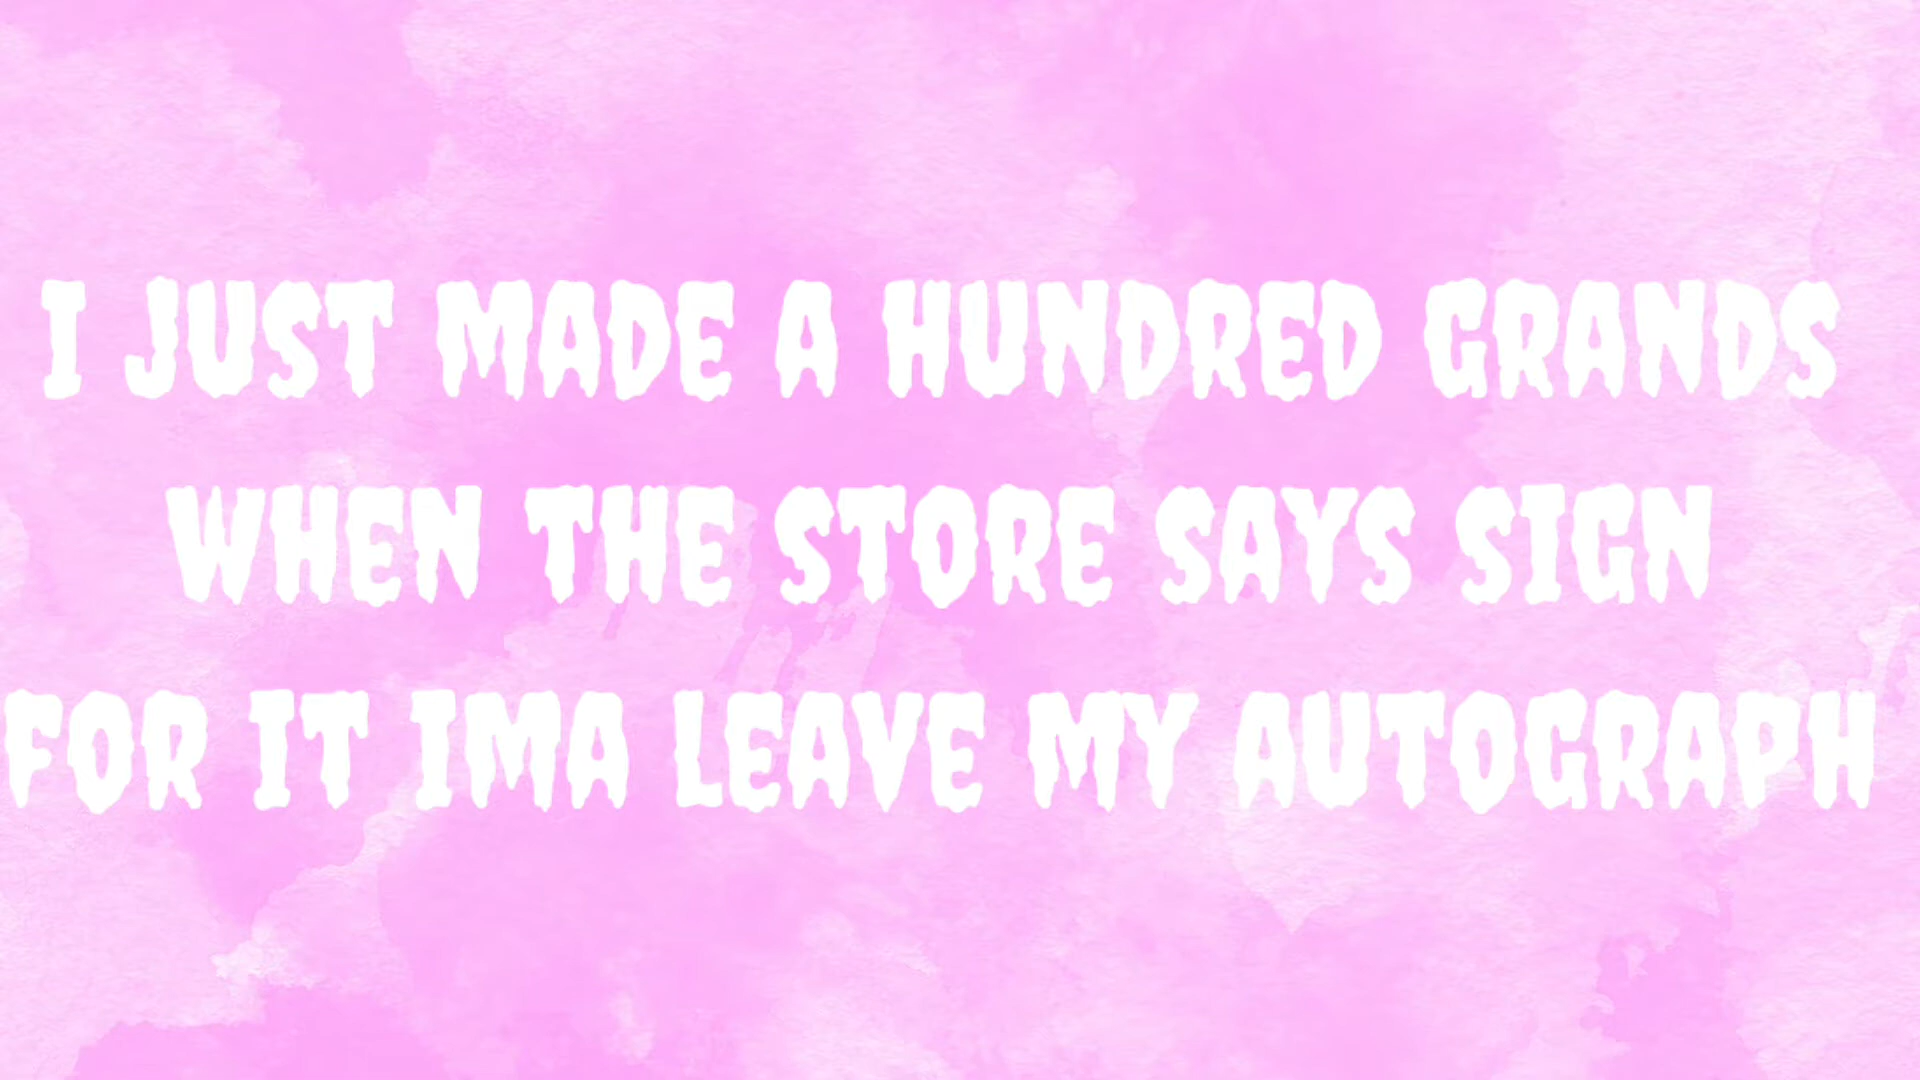 I JUST MADE A HUNDRED GRANDS
WHEN THE STORE SAYS SIGN
FOR IT IMA LEAVE MY AUTOGRAPH